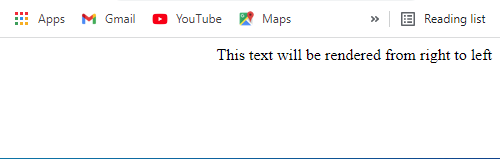 Apps Gmail YouTube Maps » Reading list
This text will be rendered from right to left